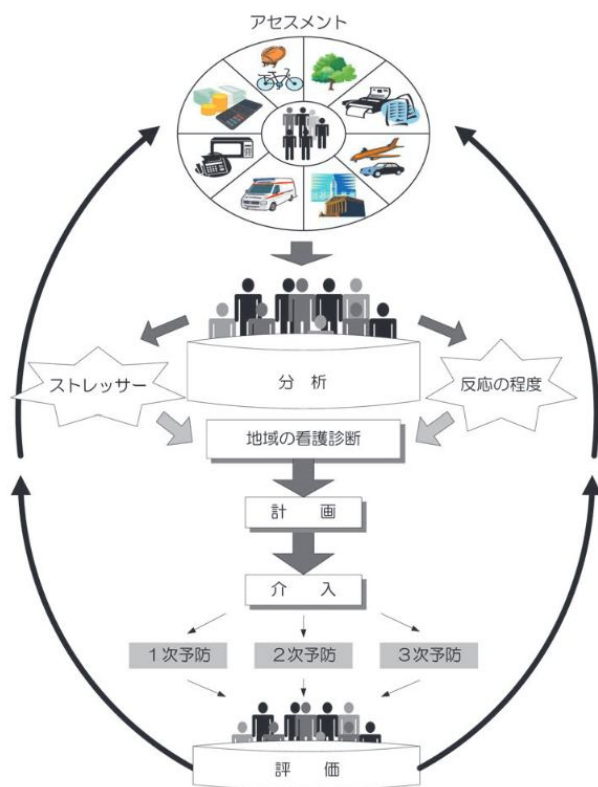 アセスメント
分析
ストレッサー
反応の程度
地域の看護診断
計画
介入
1次予防
2次予防
3次予防
評価